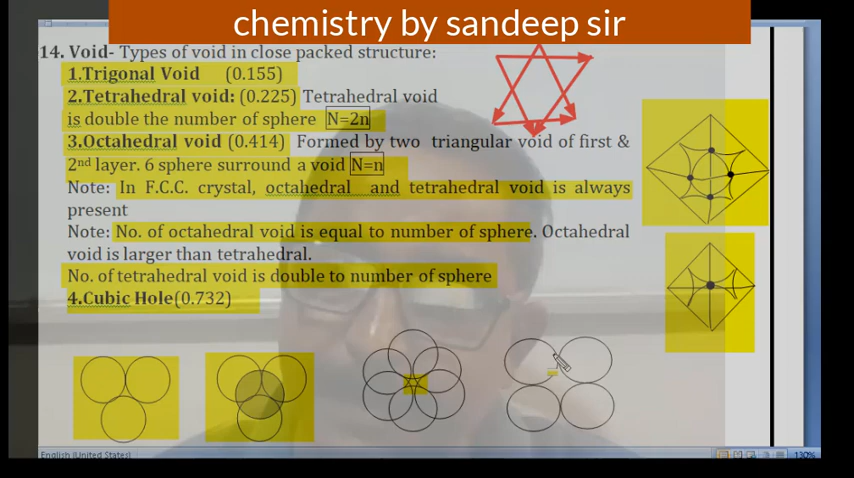 chemistry by sandeep sir
14. Void- Types of void in close packed structure:
1.Trigonal Void (0.155)
2.Tetrahedral void: (0.225) Tetrahedral void
is double the number of sphere N=2n
3.Octahedral void (0.414) Formed by two triangular void of first &
2nd layer. 6 sphere surround a void N=n
Note: In F.C.C. crystal, octahedral and tetrahedral void is always
present
Note: No. of octahedral void is equal to number of sphere. Octahedral
void is larger than tetrahedral.
No. of tetrahedral void is double to number of sphere
4.Cubic Hole(0.732)
English (United States)
130%